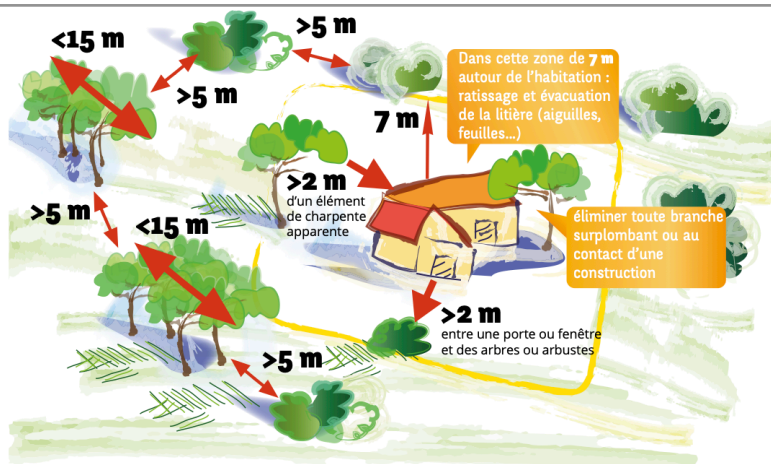 >5 m
<15 m
>5 m
7 m
Dans cette zone de 7 m
autour de l'habitation :
ratissage et évacuation
de la litière (aiguilles,
feuilles...)
>2 m
d'un élément
de charpente
apparente
>5 m
<15 m
éliminer toute branche
surplombant ou au
contact d'une
construction
>2 m
entre une porte ou fenêtre
et des arbres ou arbustes
>5 m